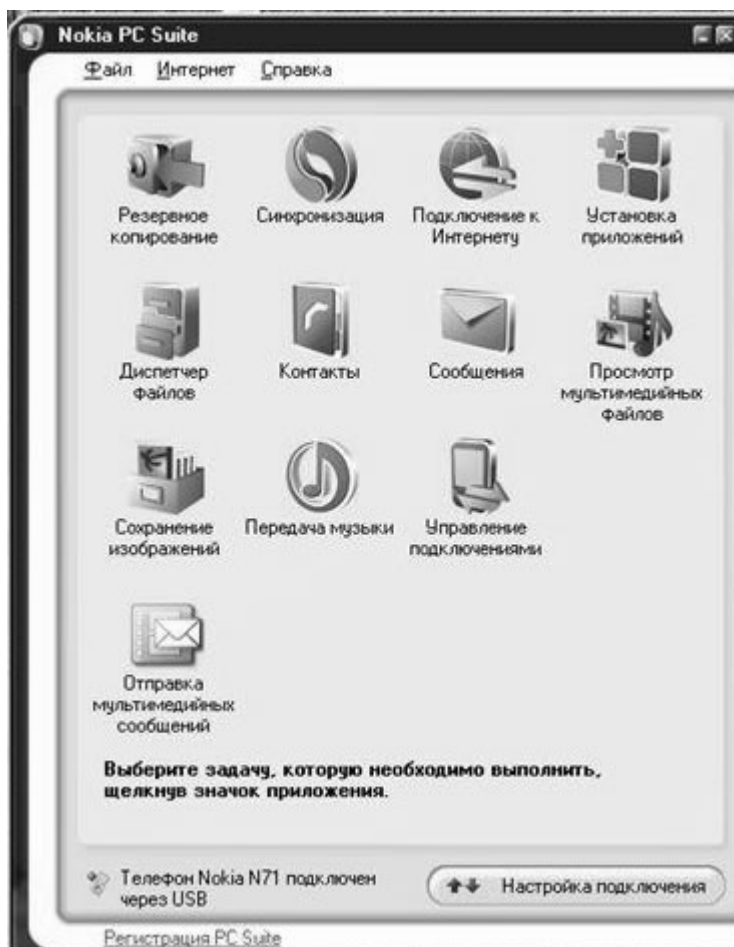 Nokia PC Suite
Файл Интернет Справка
Резервное копирование
Синхронизация
Подключение к Интернету
Установка приложений
Диспетчер файлов
Контакты
Сообщения
Просмотр мультимедийных файлов
Сохранение изображений
Передача музыки
Управление подключениями
Отправка мультимедийных сообщений
Выберите задачу, которую необходимо выполнить,
щелкнув значок приложения.
Телефон Nokia N71 подключен
через USB
Настройка подключения
Регистрация PC Suite